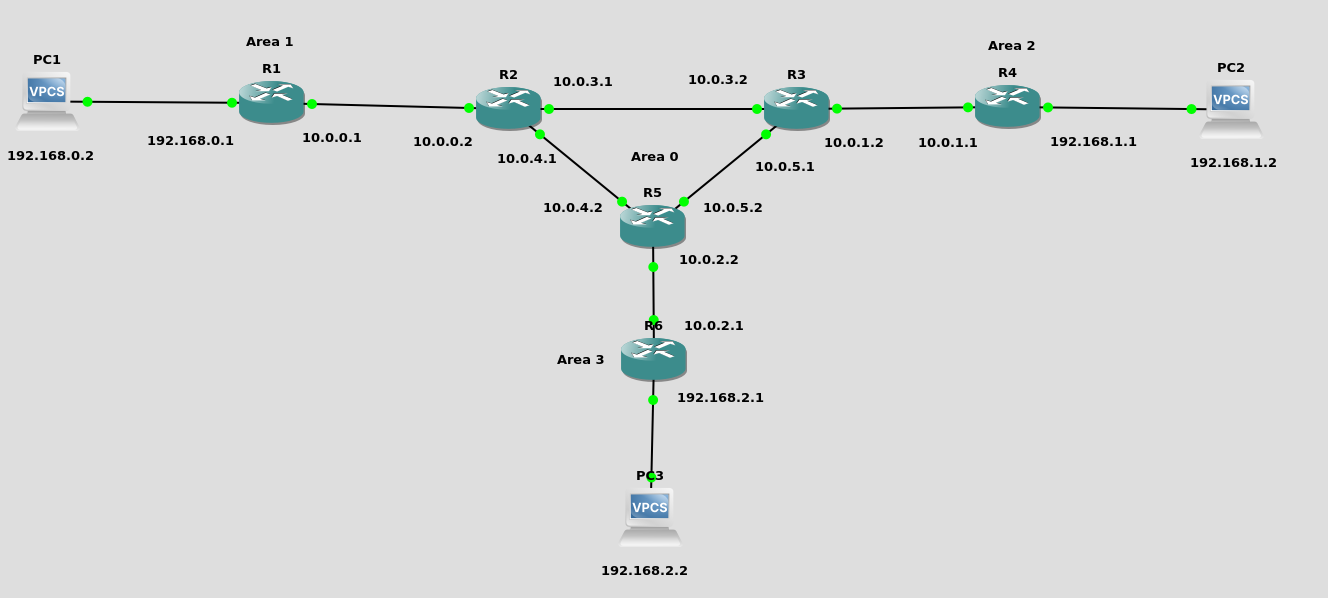 Area 1
Area 2
PC1
R1
R2
R3
R4
PC2
VPCS
10.0.3.1
10.0.3.2
VPCS
192.168.0.2
192.168.0.1
10.0.0.1
10.0.0.2
10.0.4.1
Area 0
10.0.5.1
10.0.1.2
10.0.1.1
192.168.1.1
192.168.1.2
R5
10.0.4.2
10.0.5.2
10.0.2.2
R6
10.0.2.1
Area 3
192.168.2.1
PC3
VPCS
192.168.2.2